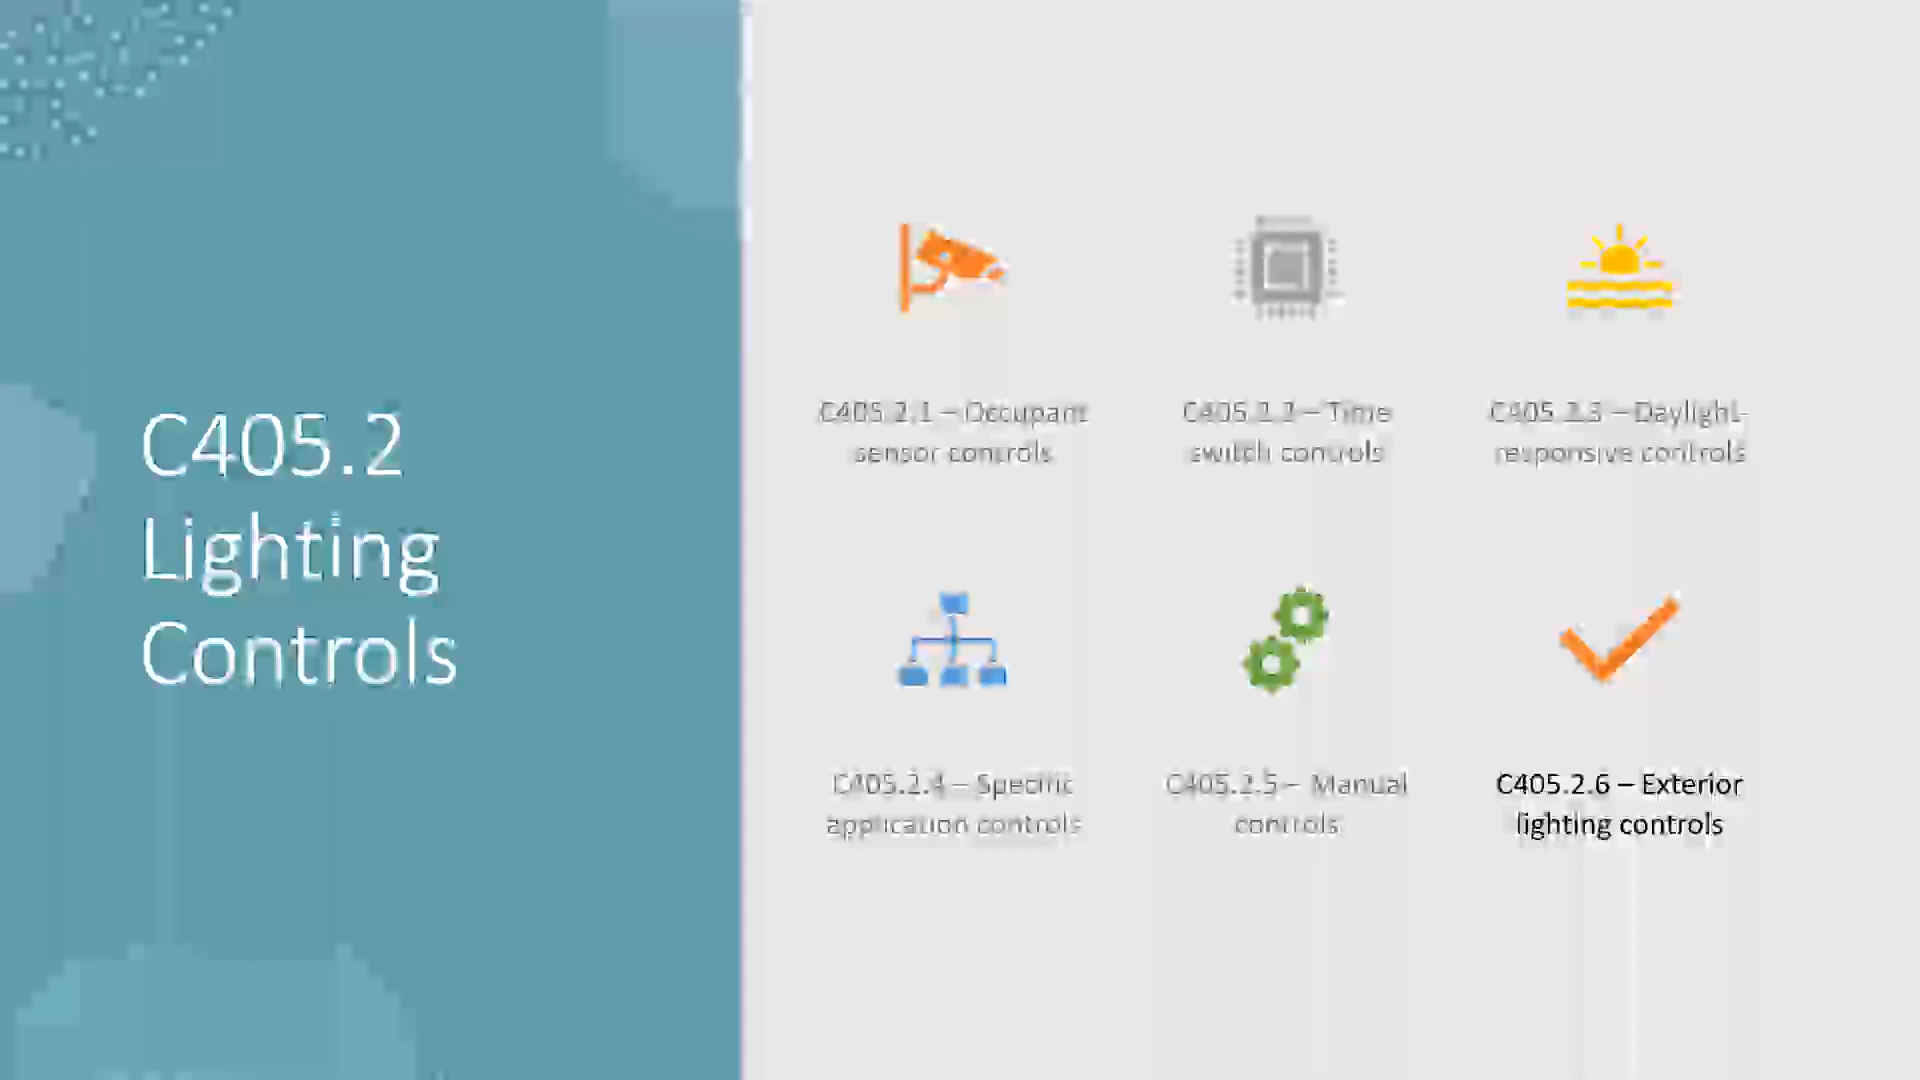 C405.2
Lighting
Controls
C405.2.1 – Occupant
sensor controls
C405.2.2 – Time
switch controls
C405.2.3 – Daylight-
responsive controls
C405.2.4 – Specific
application controls
C405.2.5 – Manual
controls
C405.2.6 – Exterior
lighting controls